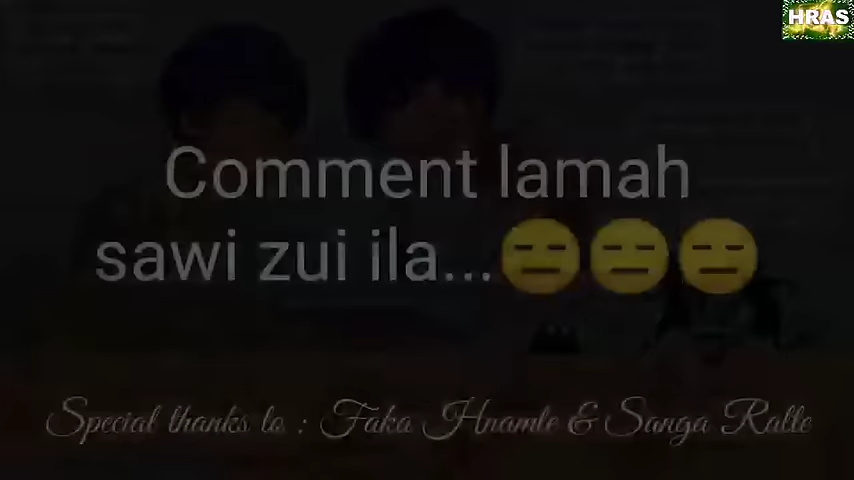 HRAS
Comment lamah
sawi zui ila...😑😑😑
Special thanks to : Faka Hnamte & Sanga Ralte